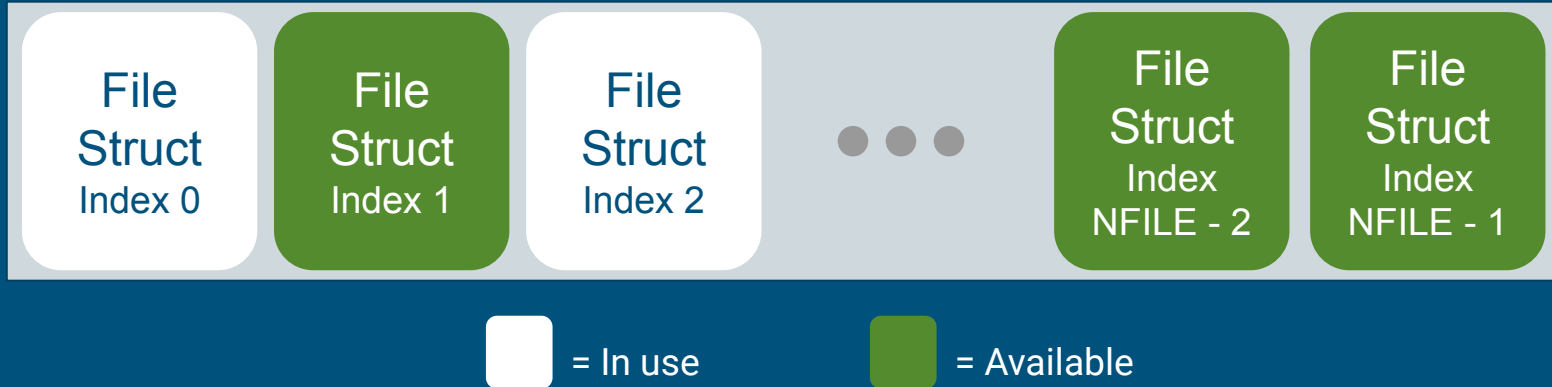 File
Struct
Index 0
File
Struct
Index 1
File
Struct
Index 2
File
Struct
Index
NFILE - 2
File
Struct
Index
NFILE - 1
= In use
= Available